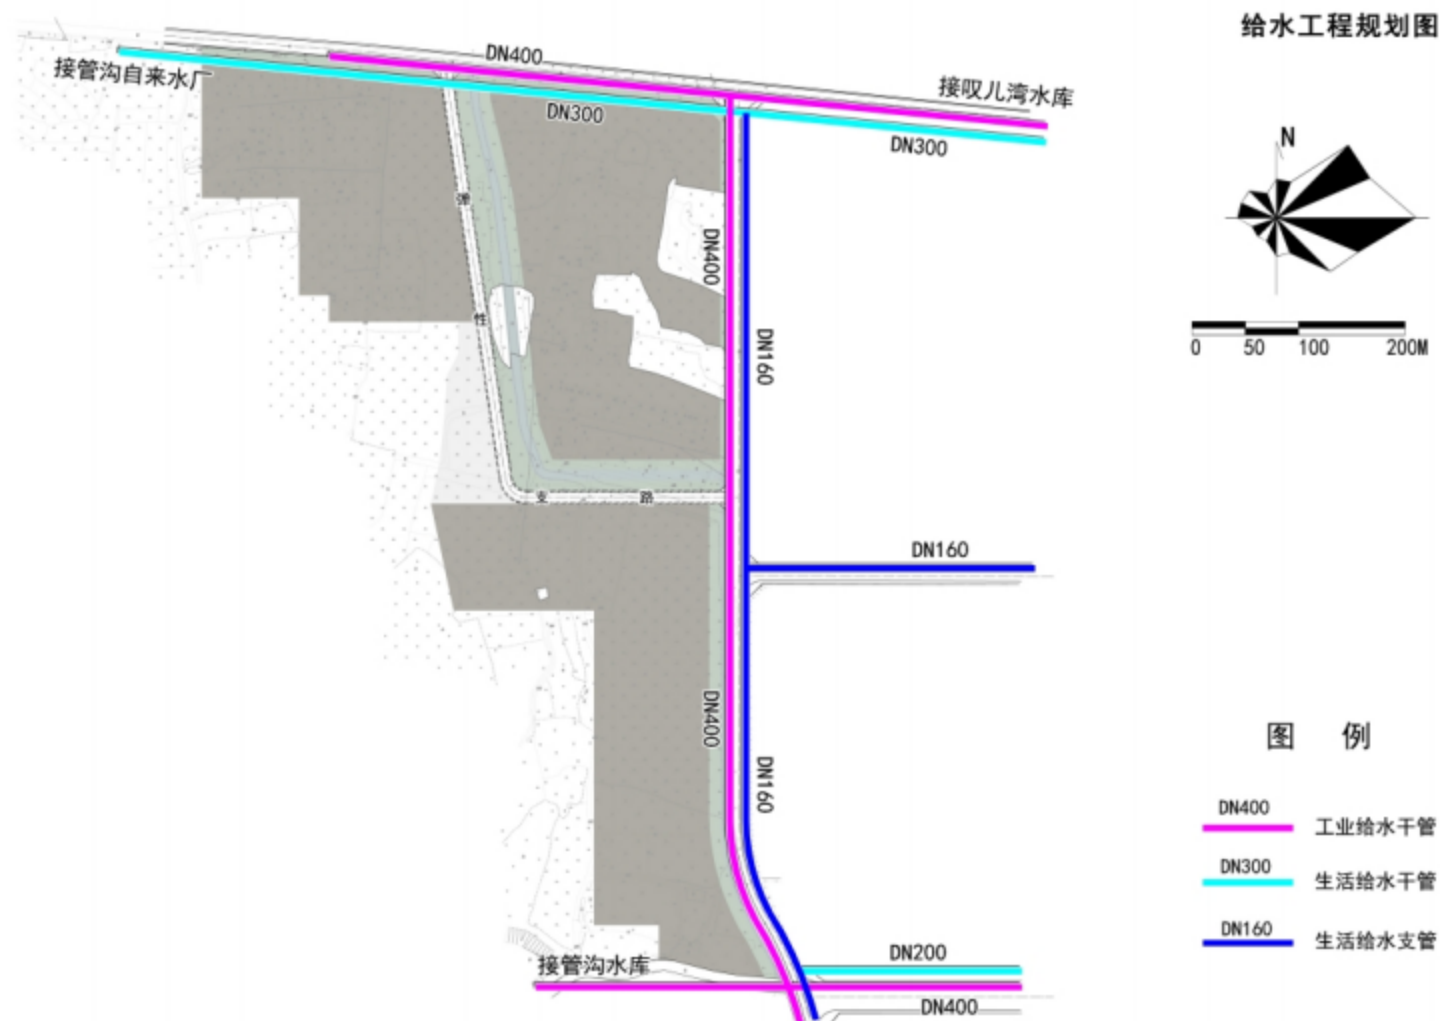 给水工程规划图
DN400
接管沟自来水厂
接叹儿湾水库
DN300
DN300
N
弹
DN400
性
DN160
0 50 100 200M
支 路
DN160
DN400
DN160
图 例
DN400
工业给水干管
DN300
生活给水干管
DN160
生活给水支管
DN200
接管沟水库
DN400